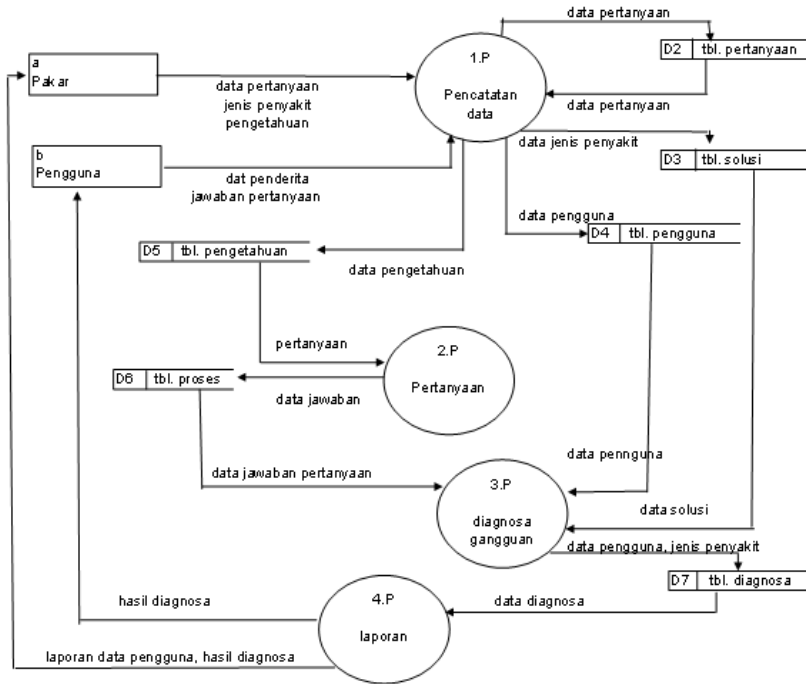 data pertanyaan
1.P
D2 tbl. pertanyaan
a
Pakar
data pertanyaan
jenis penyakit
pengetahuan
Pencatatan
data
data pertanyaan
data jenis penyakit
D3 tbl. solusi
b
Pengguna
dat penderita
jawaban pertanyaan
data pengguna
D4 tbl. pengguna
D5 tbl. pengetahuan
data pengetahuan
pertanyaan
2.P
Pertanyaan
D6 tbl. proses
data jawaban
data pennguna
data jawaban pertanyaan
3.P
diagnosa
gangguan
data solusi
data pengguna, jenis penyakit
D7 tbl. diagnosa
hasil diagnosa
4.P
laporan
data diagnosa
laporan data pengguna, hasil diagnosa